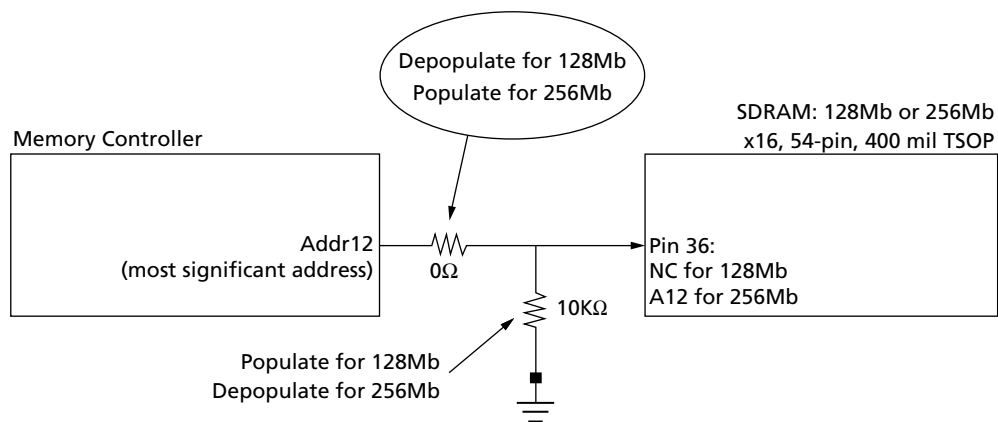 Depopulate for 128Mb
Populate for 256Mb
SDRAM: 128Mb or 256Mb
x16, 54-pin, 400 mil TSOP
Memory Controller
Addr12
(most significant address)
0Ω
Pin 36:
NC for 128Mb
A12 for 256Mb
10KΩ
Populate for 128Mb
Depopulate for 256Mb